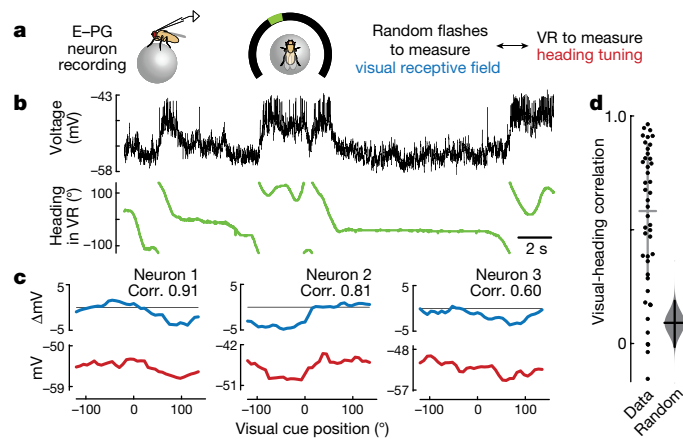 a
E–PG
neuron
recording
Random flashes
to measure
visual receptive field
VR to measure
heading tuning
b
Voltage
(mV)
–43
–58
Heading
in VR (°)
100
–100
2 s
c
Neuron 1
Corr. 0.91
Neuron 2
Corr. 0.81
Neuron 3
Corr. 0.60
ΔmV
5
–5
5
–5
5
–5
mV
–50
–59
–42
–51
–48
–57
–100 0 100
–100 0 100
–100 0 100
Visual cue position (°)
d
Visual–heading correlation
1.0
0
Data
Random